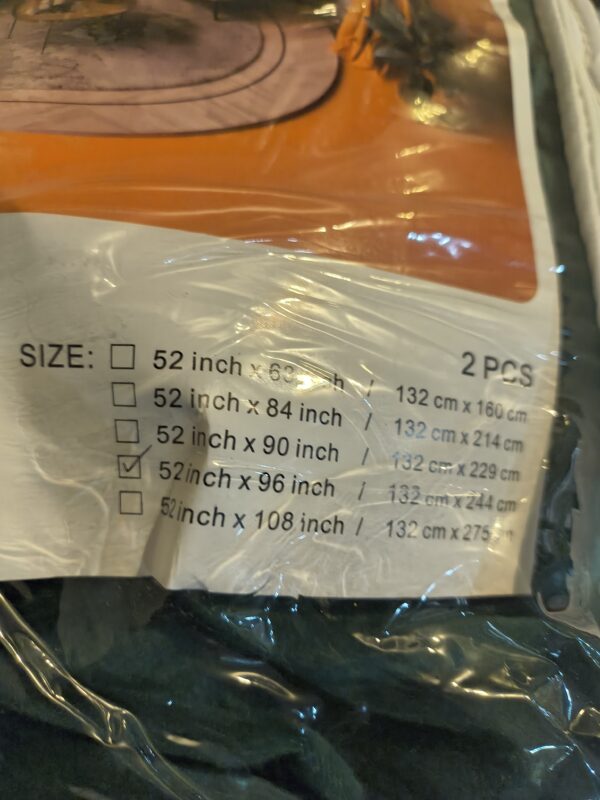 SIZE: ☐ 52 inch x 63 inch / 132 cm x 160 cm 2 PCS
☐ 52 inch x 84 inch / 132 cm x 214 cm
☐ 52 inch x 90 inch / 132 cm x 229 cm
☑ 52inch x 96 inch / 132 cm x 244 cm
☐ 52inch x 108 inch / 132 cm x 275 cm